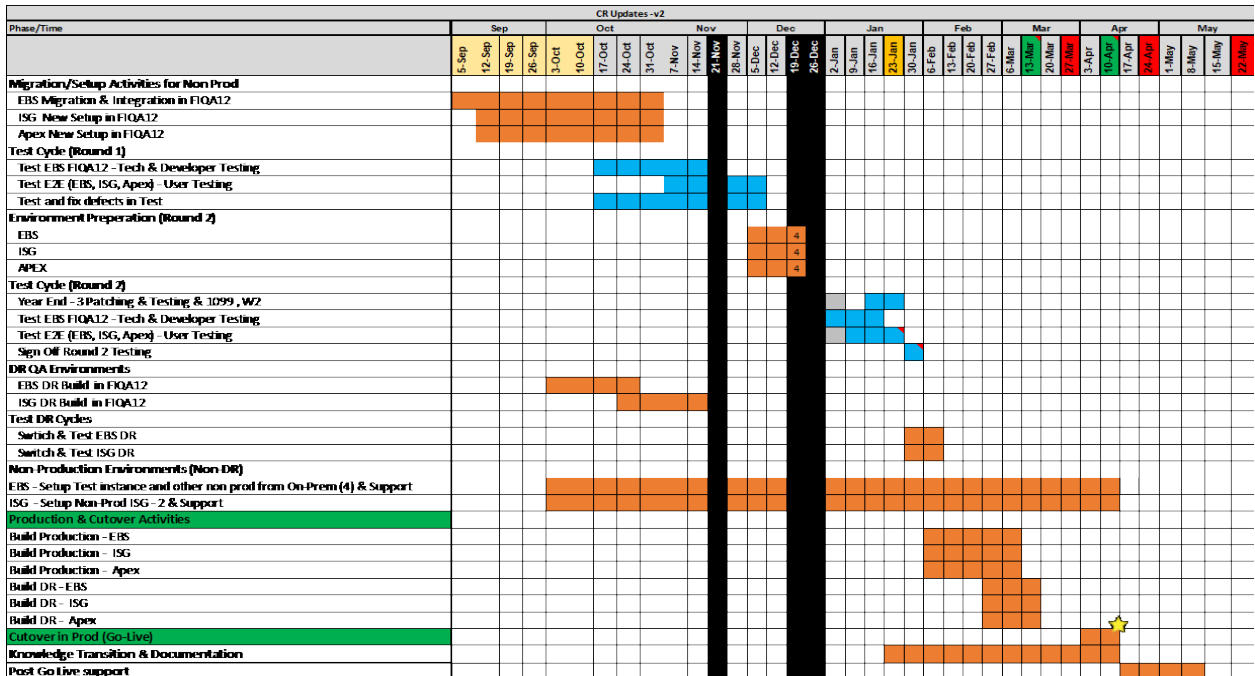 CR Updates -v2
Phase/Time Sep Oct Nov Dec Jan Feb Mar Apr May
5-Sep 12-Sep 19-Sep 26-Sep 3-Oct 10-Oct 17-Oct 24-Oct 31-Oct 7-Nov 14-Nov 21-Nov 28-Nov 5-Dec 12-Dec 19-Dec 26-Dec 2-Jan 9-Jan 16-Jan 23-Jan 30-Jan 6-Feb 13-Feb 20-Feb 27-Feb 6-Mar 13-Mar 20-Mar 27-Mar 3-Apr 10-Apr 17-Apr 24-Apr 1-May 8-May 15-May 22-May
Migration/Setup Activities for Non Prod
EBS Migration & Integration in FIQA12
ISG New Setup in FIQA12
Apex New Setup in FIQA12
Test Cycle (Round 1)
Test EBS FIQA12 - Tech & Developer Testing
Test E2E (EBS, ISG, Apex) - User Testing
Test and fix defects in Test
Environment Preperation (Round 2)
EBS 4
ISG 4
APEX 4
Test Cycle (Round 2)
Year End - 3 Patching & Testing & 1099 , W2
Test EBS FIQA12 - Tech & Developer Testing
Test E2E (EBS, ISG, Apex) - User Testing
Sign Off Round 2 Testing
DR QA Environments
EBS DR Build in FIQA12
ISG DR Build in FIQA12
Test DR Cycles
Swtich & Test EBS DR
Switch & Test ISG DR
Non-Production Environments (Non-DR)
EBS - Setup Test instance and other non prod from On-Prem (4) & Support
ISG - Setup Non-Prod ISG - 2 & Support
Production & Cutover Activities
Build Production - EBS
Build Production - ISG
Build Production - Apex
Build DR - EBS
Build DR - ISG
Build DR - Apex
Cutover in Prod (Go-Live)
Knowledge Transition & Documentation
Post Go Live support